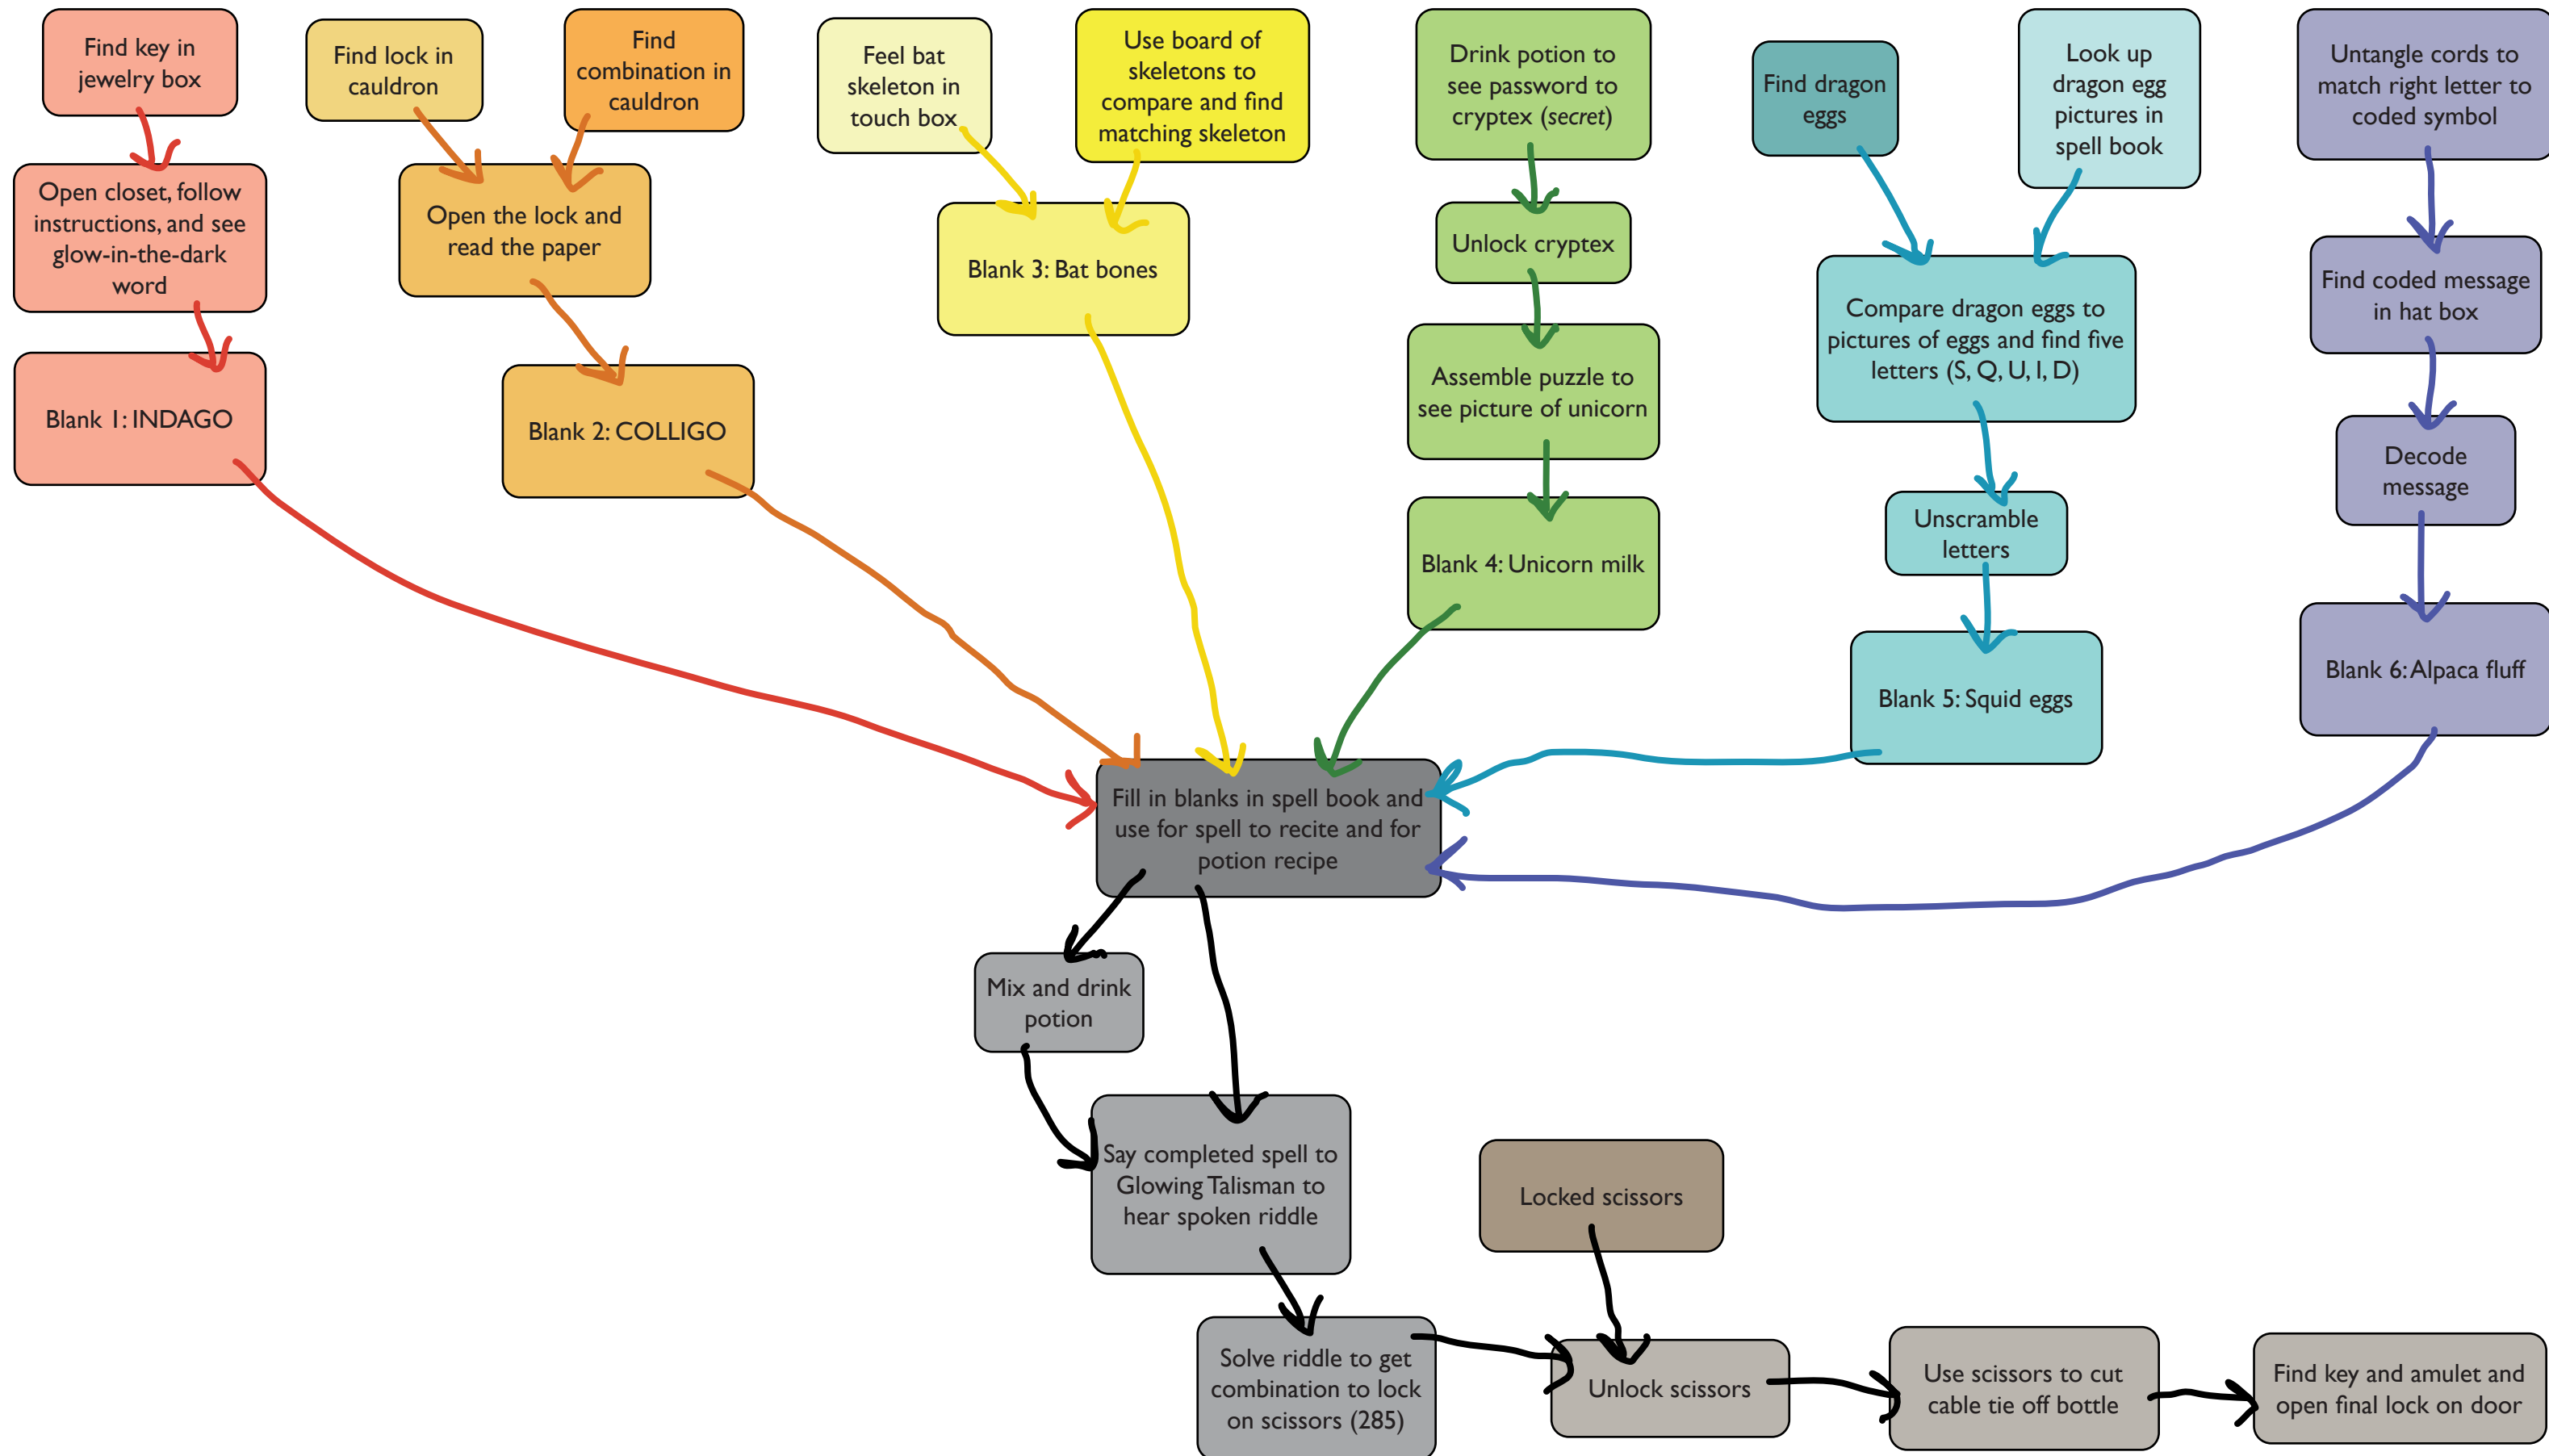 Find key in
jewelry box
Find lock in
cauldron
Find
combination in
cauldron
Feel bat
skeleton in
touch box
Use board of
skeletons to
compare and find
matching skeleton
Drink potion to
see password to
cryptex (secret)
Find dragon
eggs
Look up
dragon egg
pictures in
spell book
Untangle cords to
match right letter to
coded symbol
Open closet, follow
instructions, and see
glow-in-the-dark
word
Open the lock and
read the paper
Blank 3: Bat bones
Unlock cryptex
Compare dragon eggs to
pictures of eggs and find five
letters (S, Q, U, I, D)
Find coded message
in hat box
Blank 1: INDAGO
Blank 2: COLLIGO
Assemble puzzle to
see picture of unicorn
Decode
message
Unscramble
letters
Blank 4: Unicorn milk
Blank 5: Squid eggs
Blank 6: Alpaca fluff
Fill in blanks in spell book and
use for spell to recite and for
potion recipe
Mix and drink
potion
Say completed spell to
Glowing Talisman to
hear spoken riddle
Locked scissors
Solve riddle to get
combination to lock
on scissors (285)
Unlock scissors
Use scissors to cut
cable tie off bottle
Find key and amulet and
open final lock on door